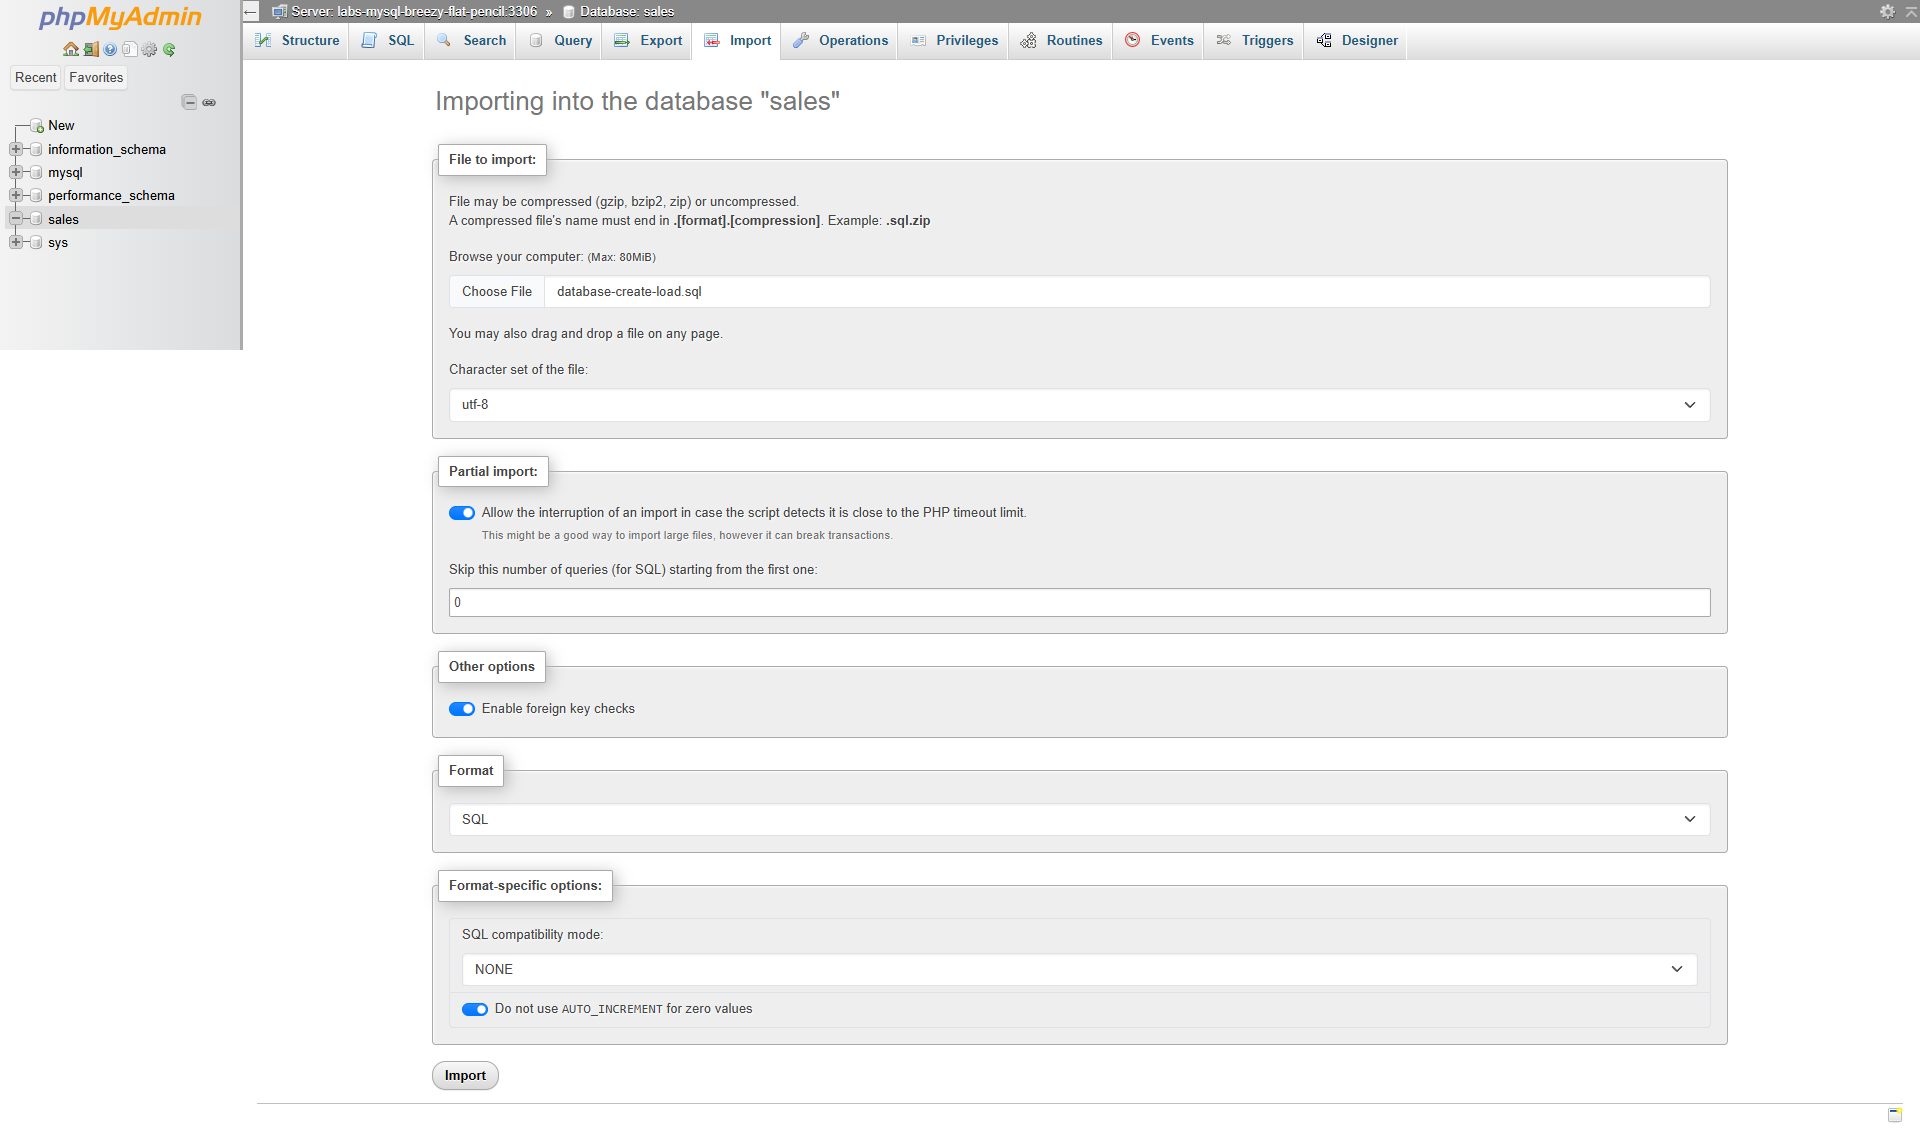 phpMyAdmin
Recent
Favorites
New
information_schema
mysql
performance_schema
sales
sys
Server: labs-mysql-breezy-flat-pencil:3306 » Database: sales
Structure
SQL
Search
Query
Export
Import
Operations
Privileges
Routines
Events
Triggers
Designer
Importing into the database "sales"
File to import:
File may be compressed (gzip, bzip2, zip) or uncompressed.
A compressed file's name must end in .[format].[compression]. Example: .sql.zip
Browse your computer: (Max: 80MiB)
Choose File database-create-load.sql
You may also drag and drop a file on any page.
Character set of the file:
utf-8
Partial import:
Allow the interruption of an import in case the script detects it is close to the PHP timeout limit.
This might be a good way to import large files, however it can break transactions.
Skip this number of queries (for SQL) starting from the first one:
0
Other options
Enable foreign key checks
Format
SQL
Format-specific options:
SQL compatibility mode:
NONE
Do not use AUTO_INCREMENT for zero values
Import